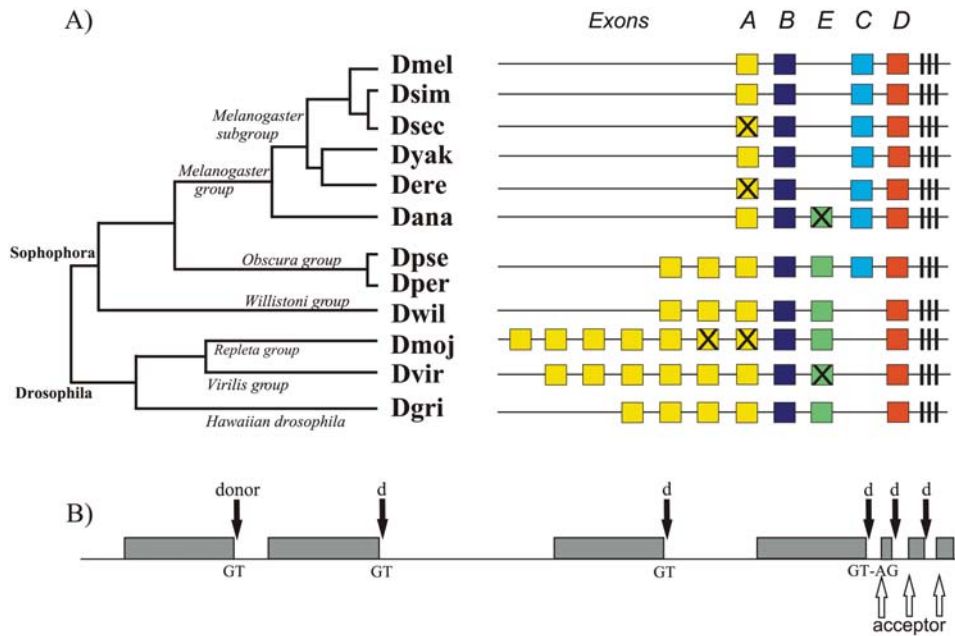 A)
Exons A B E C D
Dmel
Dsim
Melanogaster
subgroup
Dsec
Dyak
Melanogaster
group
Dere
Dana
Sophophora
Obscura group
Dpse
Dper
Willistoni group
Dwil
Dmoj
Repleta group
Drosophila
Virilis group
Dvir
Hawaiian drosophila
Dgri
B)
donor d d d d d
GT GT GT GT-AG
acceptor